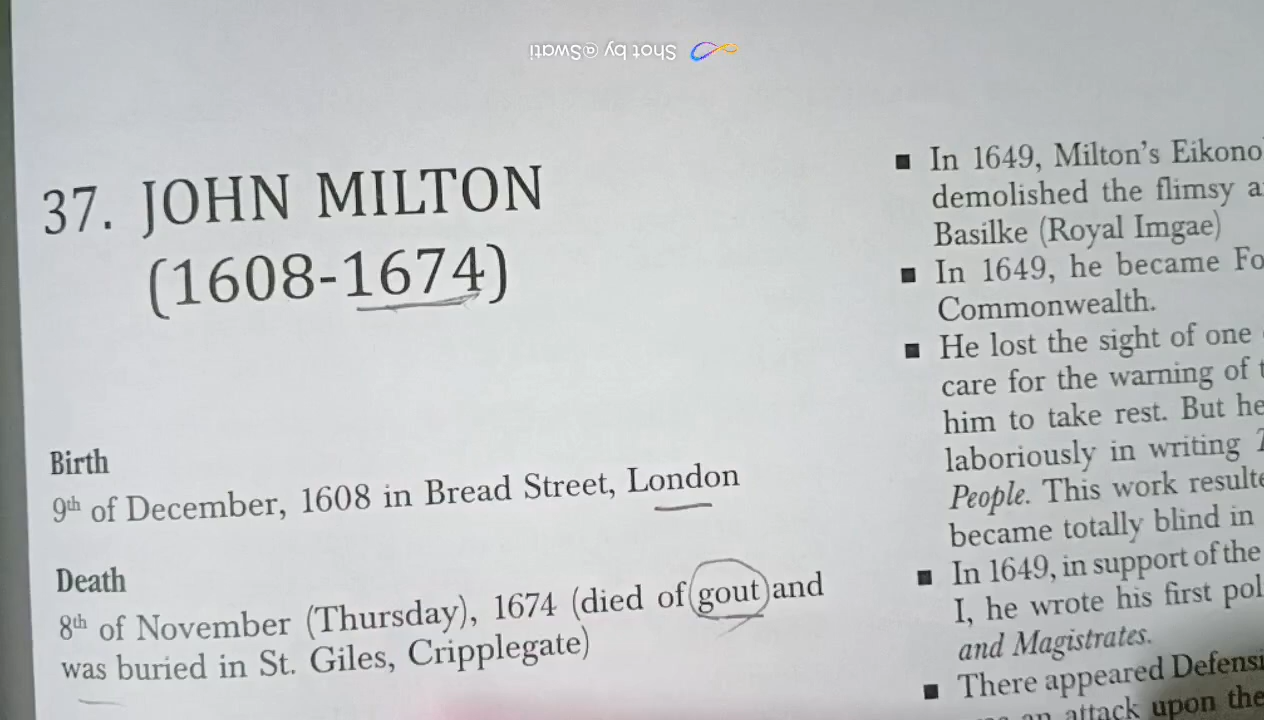 Shot by @Swati
37. JOHN MILTON
(1608-1674)
Birth
9th of December, 1608 in Bread Street, London
Death
8th of November (Thursday), 1674 (died of gout and
was buried in St. Giles, Cripplegate)
■ In 1649, Milton's Eikono
demolished the flimsy a
Basilke (Royal Imgae)
■ In 1649, he became Fo
Commonwealth.
■ He lost the sight of one
care for the warning of t
him to take rest. But he
laboriously in writing
People. This work resulte
became totally blind in
■ In 1649, in support of the
I, he wrote his first pol
and Magistrates.
■ There appeared Defensi
an attack upon the